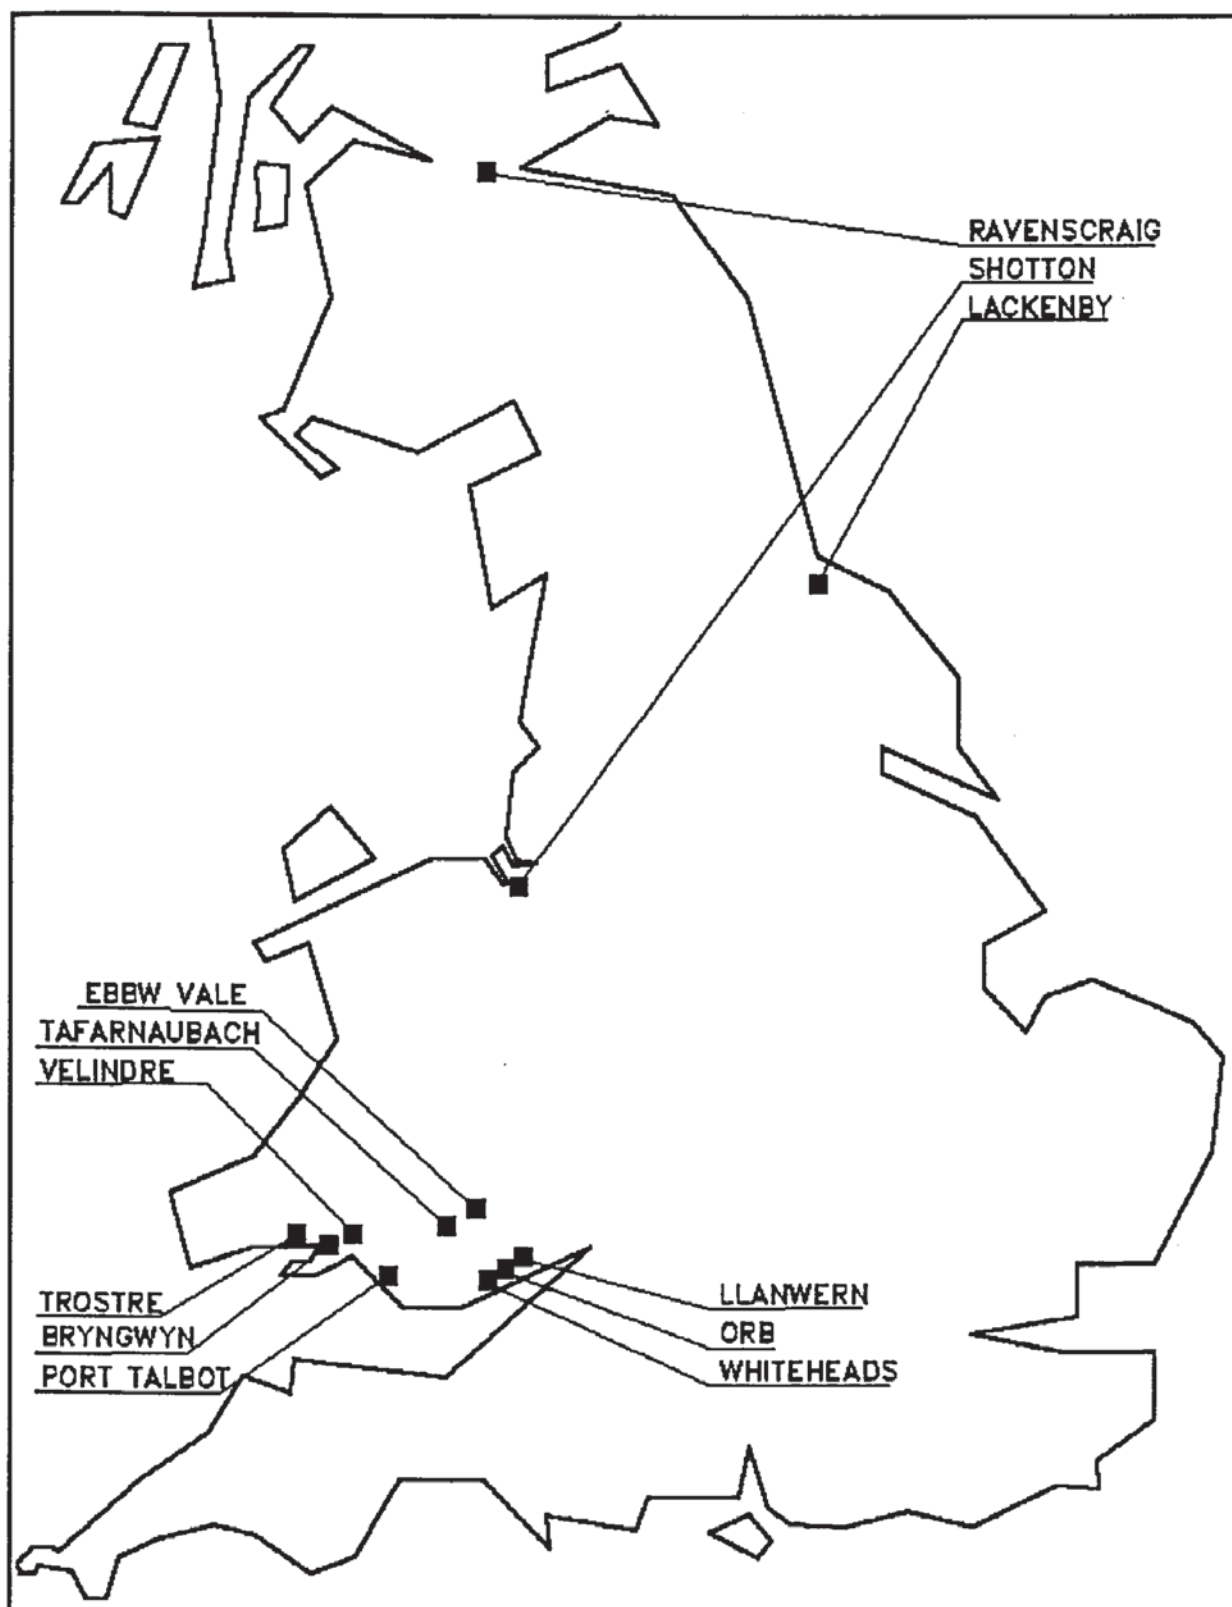 RAVENSCRAIG
SHOTTON
LACKENBY
EBBW VALE
TAFARNAUBACH
VELINDRE
TROSTRE
BRYNGWYN
PORT TALBOT
LLANWERN
ORB
WHITEHEADS